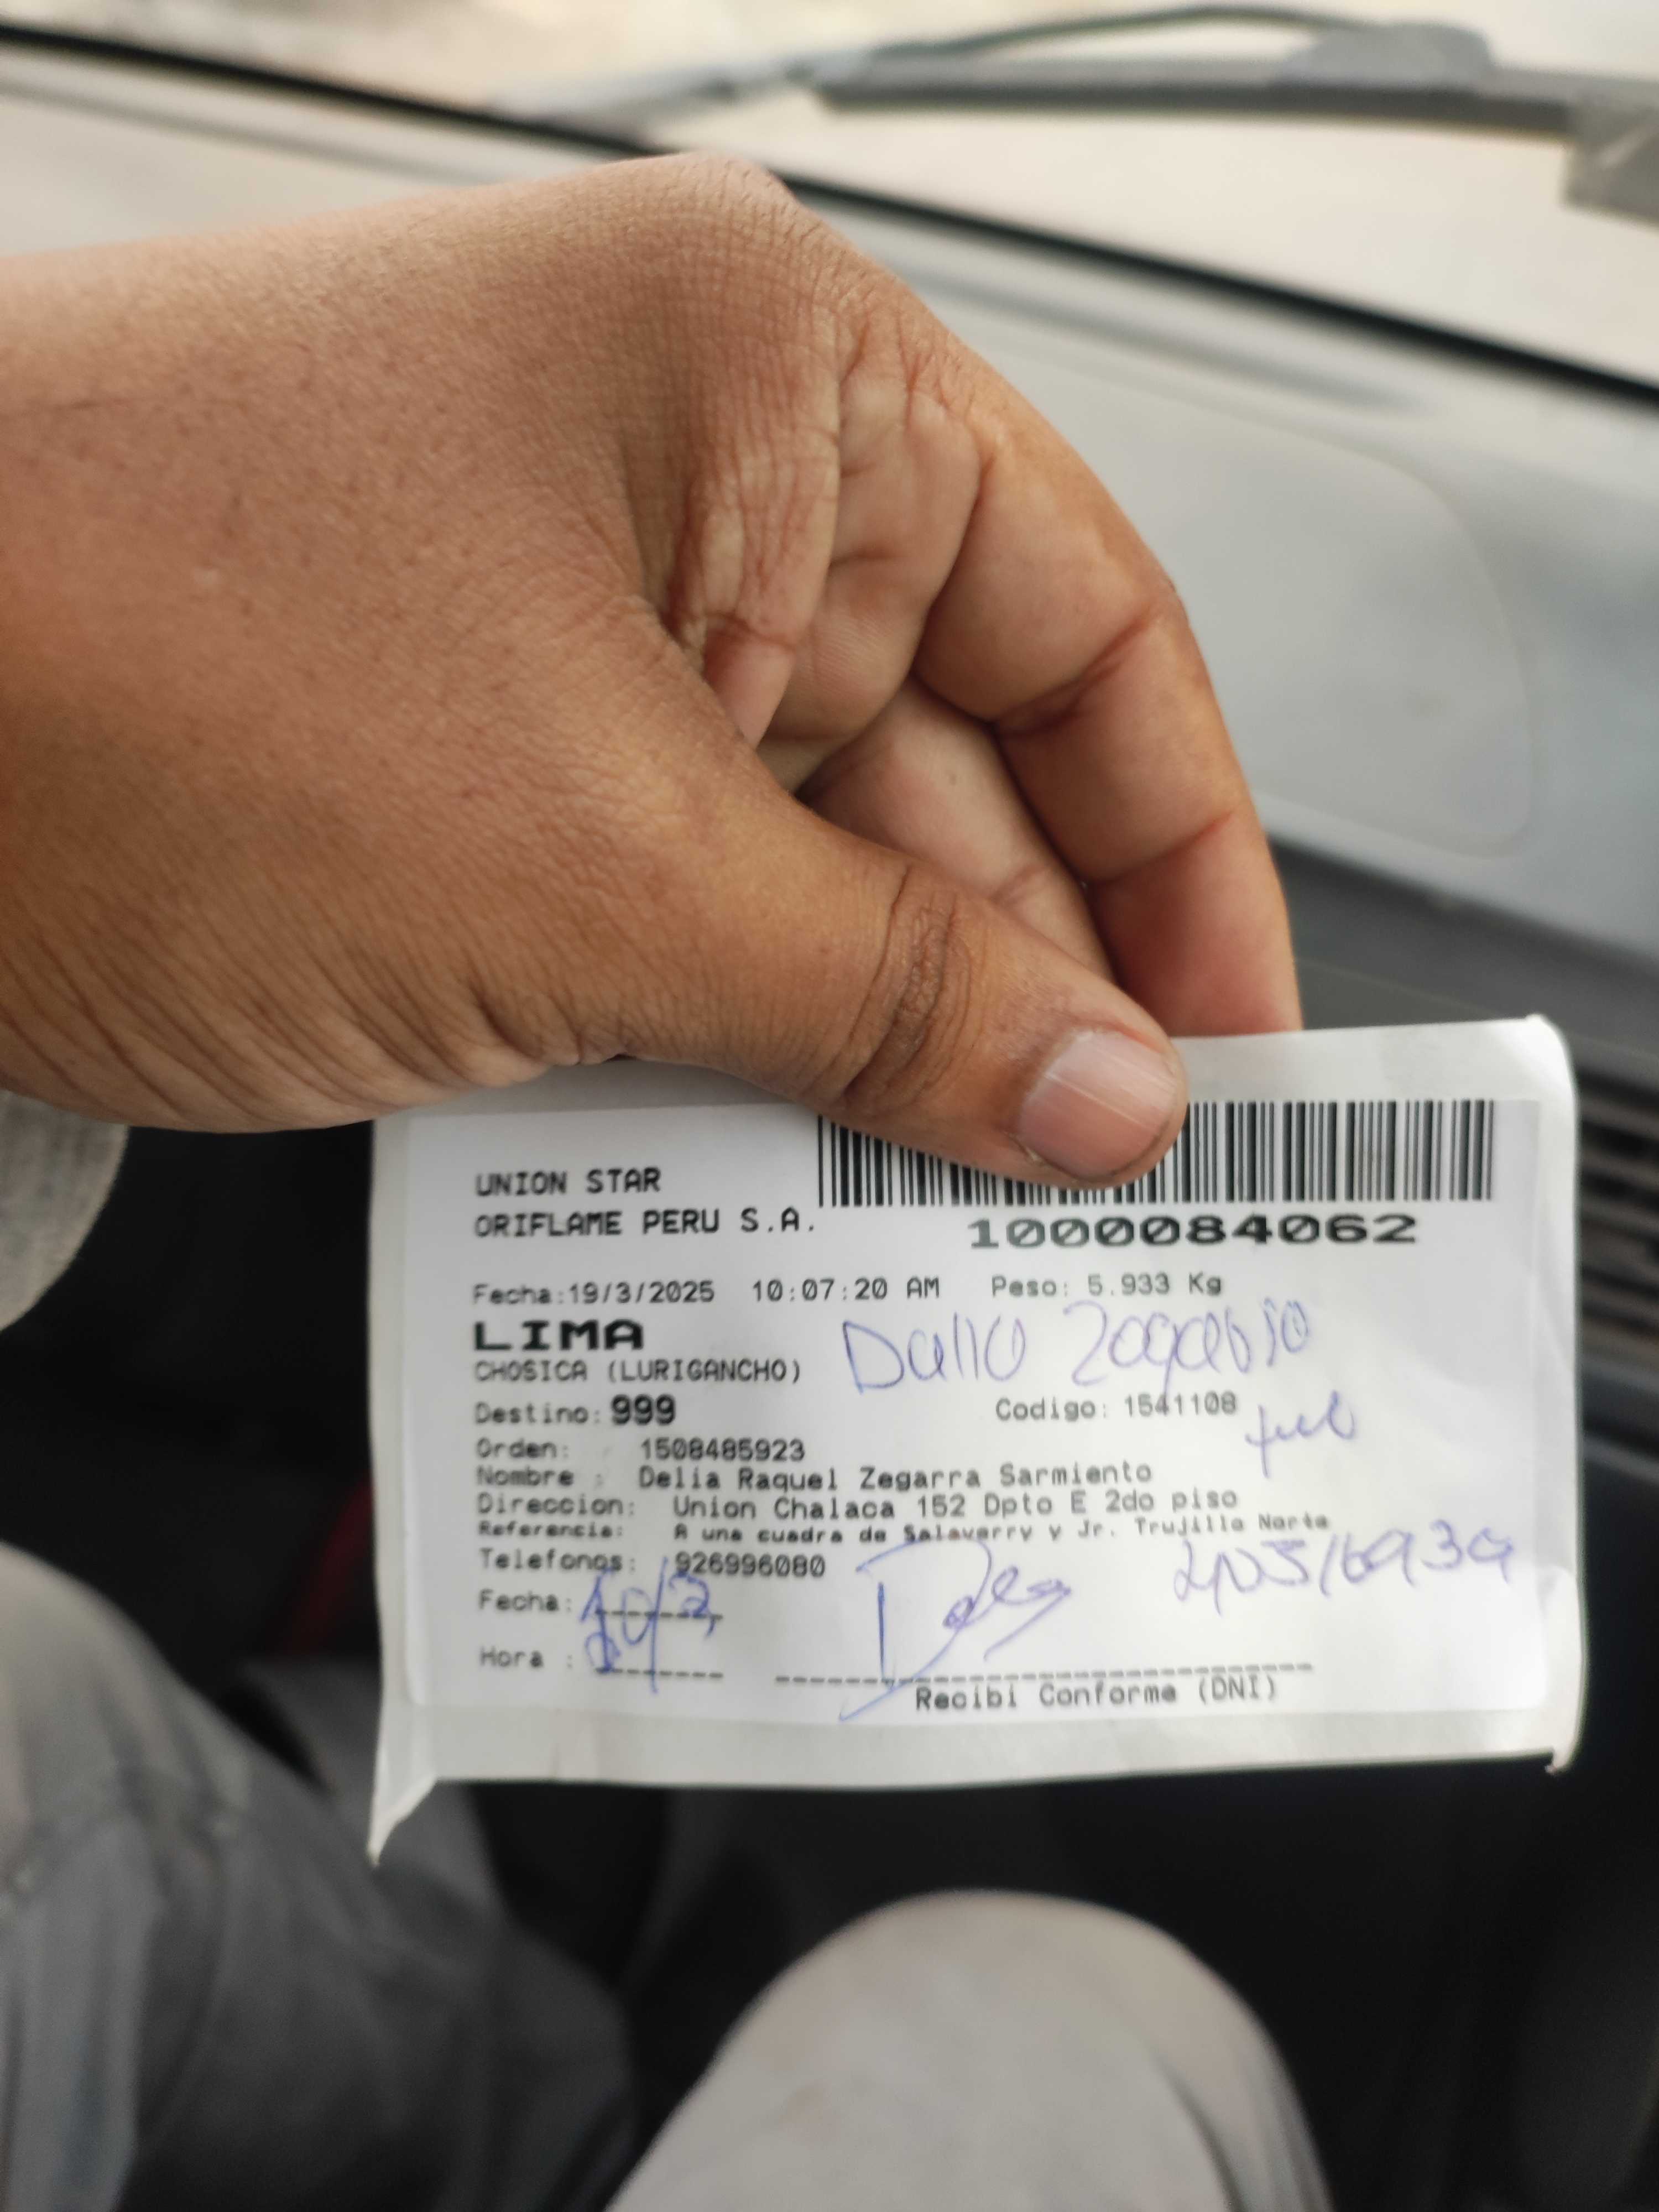 UNION STAR
ORIFLAME PERU S.A.
1000084062
Fecha:19/3/2025 10:07:20 AM Peso: 5.933 Kg
LIMA
CHOSICA (LURIGANCHO)
Destino: 999 Codigo: 1541108
Orden: 1508485923
Nombre : Delia Raquel Zegarra Sarmiento
Direccion: Union Chalaca 152 Dpto E 2do piso
Referencia: A una cuadra de Salaverry y Jr. Trujillo Norte
Telefonos: 926996080
Fecha:
Hora :
Recibi Conforme (DNI)